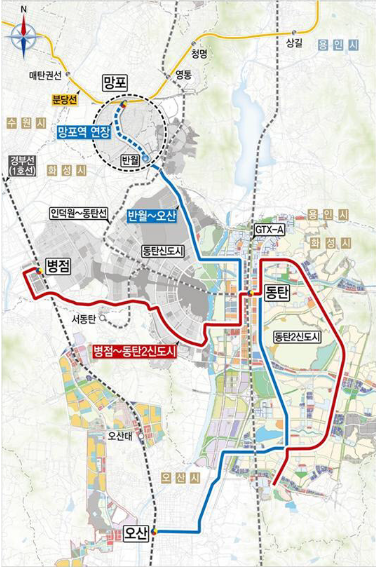 N
상갈
용인시
청명
매탄권선
망포
영통
분당선
수원시
망포역 연장
반월
경부선
(1호선)
화성시
인덕원~동탄선
반월~오산
용인시
화성시
GTX-A
동탄신도시
병점
동탄
서동탄
동탄2신도시
병점~동탄2신도시
오산대
오산시
오산